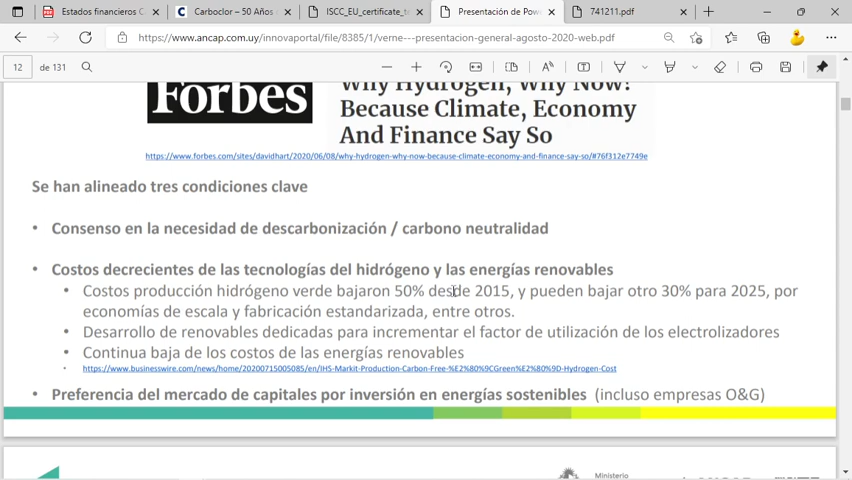 Estados financieros C
Carboclor – 50 Años d
ISCC_EU_certificate_tr
Presentación de Pow
741211.pdf
https://www.ancap.com.uy/innovaportal/file/8385/1/verne---presentacion-general-agosto-2020-web.pdf
12 de 131
Forbes
Why Hydrogen, Why Now?
Because Climate, Economy
And Finance Say So
https://www.forbes.com/sites/davidhart/2020/06/08/why-hydrogen-why-now-because-climate-economy-and-finance-say-so/#76f312e7749e
Se han alineado tres condiciones clave
• Consenso en la necesidad de descarbonización / carbono neutralidad
• Costos decrecientes de las tecnologías del hidrógeno y las energías renovables
• Costos producción hidrógeno verde bajaron 50% desde 2015, y pueden bajar otro 30% para 2025, por
economías de escala y fabricación estandarizada, entre otros.
• Desarrollo de renovables dedicadas para incrementar el factor de utilización de los electrolizadores
• Continua baja de los costos de las energías renovables
• https://www.businesswire.com/news/home/20200715005085/en/IHS-Markit-Production-Carbon-Free-%E2%80%9CGreen%E2%80%9D-Hydrogen-Cost
• Preferencia del mercado de capitales por inversión en energías sostenibles (incluso empresas O&G)
Ministerio